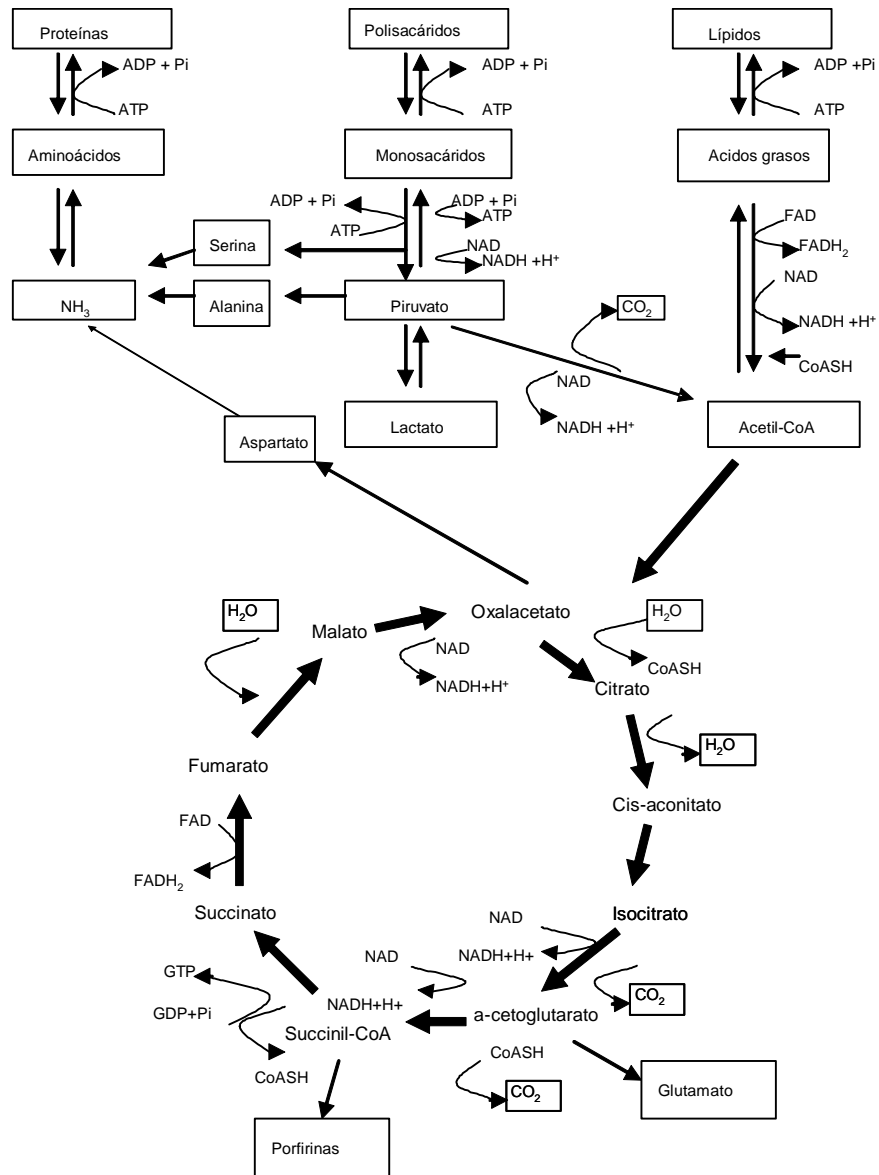 Proteínas
Polisacáridos
Lípidos
ADP + Pi
ATP
ADP + Pi
ATP
ADP +Pi
ATP
Aminoácidos
Monosacáridos
Acidos grasos
ADP + Pi
ATP
ADP + Pi
ATP
NAD
NADH +H⁺
Serina
Alanina
NH₃
Piruvato
FAD
FADH₂
NAD
NADH +H⁺
CoASH
CO₂
NAD
NADH +H⁺
Lactato
Acetil-CoA
Aspartato
Oxalacetato
H₂O
CoASH
Citrato
H₂O
Cis-aconitato
Isocitrato
NAD
NADH+H+
CO₂
a-cetoglutarato
Glutamato
NAD
NADH+H+
CoASH
CO₂
Succinil-CoA
Porfirinas
GTP
GDP+Pi
CoASH
Succinato
FAD
FADH₂
Fumarato
H₂O
Malato
NAD
NADH+H⁺